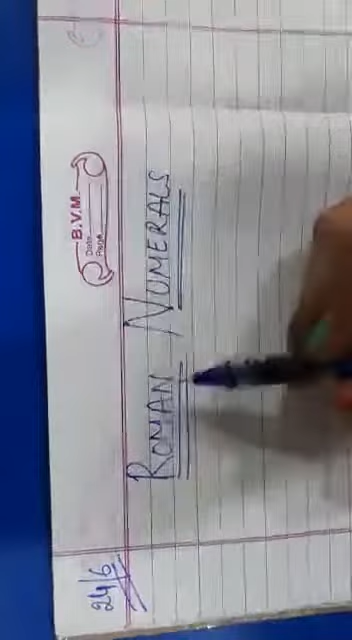 B.V.M.
Date
Page
24/6
ROMAN NUMERALS